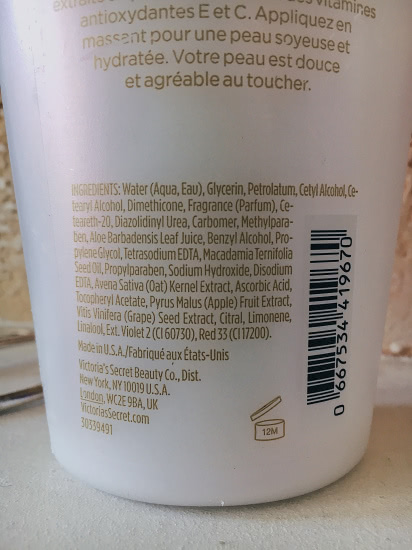 vitamines
antioxydantes E et C. Appliquez en
massant pour une peau soyeuse et
hydratée. Votre peau est douce
et agréable au toucher.
INGREDIENTS: Water (Aqua, Eau), Glycerin, Petrolatum, Cetyl Alcohol, Ce-
tearyl Alcohol, Dimethicone, Fragrance (Parfum), Ce-
teareth-20, Diazolidinyl Urea, Carbomer, Methylpara-
ben, Aloe Barbadensis Leaf Juice, Benzyl Alcohol, Pro-
pylene Glycol, Tetrasodium EDTA, Macadamia Ternifolia
Seed Oil, Propylparaben, Sodium Hydroxide, Disodium
EDTA, Avena Sativa (Oat) Kernel Extract, Ascorbic Acid,
Tocopheryl Acetate, Pyrus Malus (Apple) Fruit Extract,
Vitis Vinifera (Grape) Seed Extract, Citral, Limonene,
Linalool, Ext. Violet 2 (CI 60730), Red 33 (CI 17200).
Made in U.S.A./Fabriqué aux États-Unis
Victoria's Secret Beauty Co., Dist.
New York, NY 10019 U.S.A.
London, WC2E 9BA, UK
VictoriasSecret.com
30339491
12M
0 667534 419670